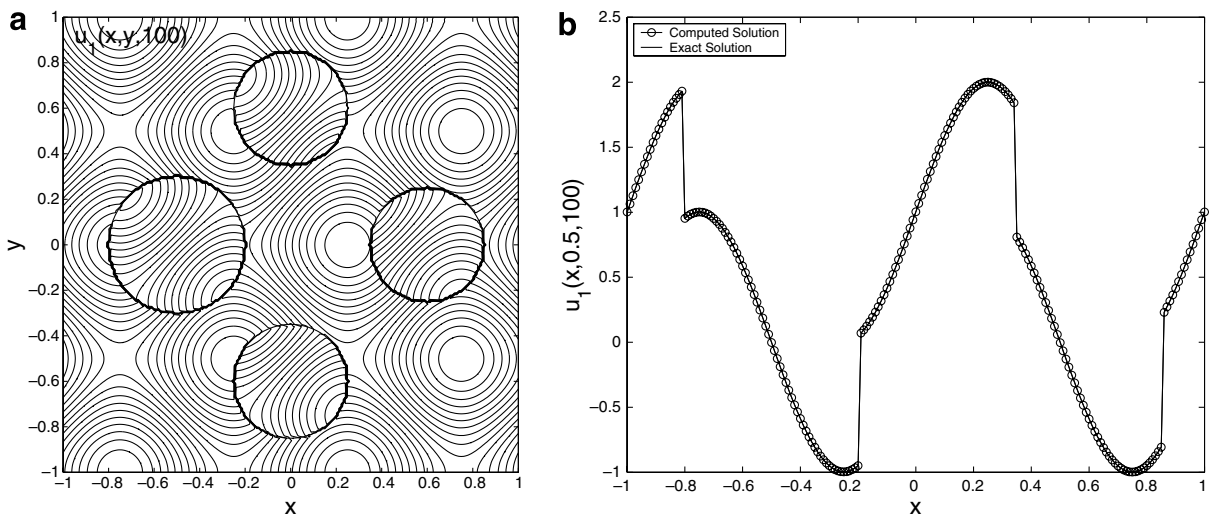 a
u1(x,y,100)
1
0.8
0.6
0.4
0.2
0
−0.2
−0.4
−0.6
−0.8
−1
y
−1 −0.8 −0.6 −0.4 −0.2 0 0.2 0.4 0.6 0.8 1
x
b
Computed Solution
Exact Solution
2.5
2
1.5
1
0.5
0
−0.5
−1
u1(x,0.5,100)
−1 −0.8 −0.6 −0.4 0.2 0 0.2 0.4 0.6 0.8 1
x